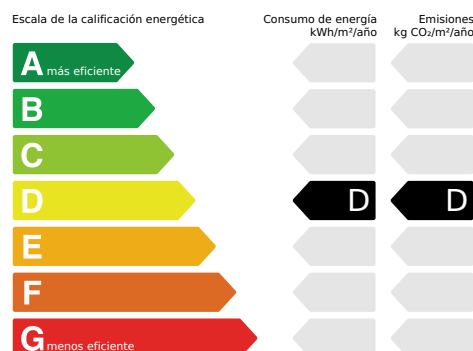 Escala de la calificación energética
Consumo de energía
kWh/m²/año
Emisiones
kg CO₂/m²/año
A más eficiente
B
C
D D D
E
F
G menos eficiente